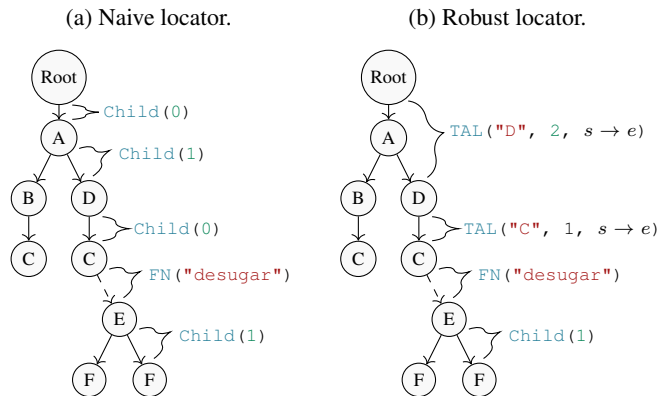 (a) Naive locator.
Root
Child(0)
A
Child(1)
B
D
Child(0)
C
C
FN("desugar")
E
Child(1)
F
F
(b) Robust locator.
Root
TAL("D", 2, s → e)
A
B
D
TAL("C", 1, s → e)
C
C
FN("desugar")
E
Child(1)
F
F